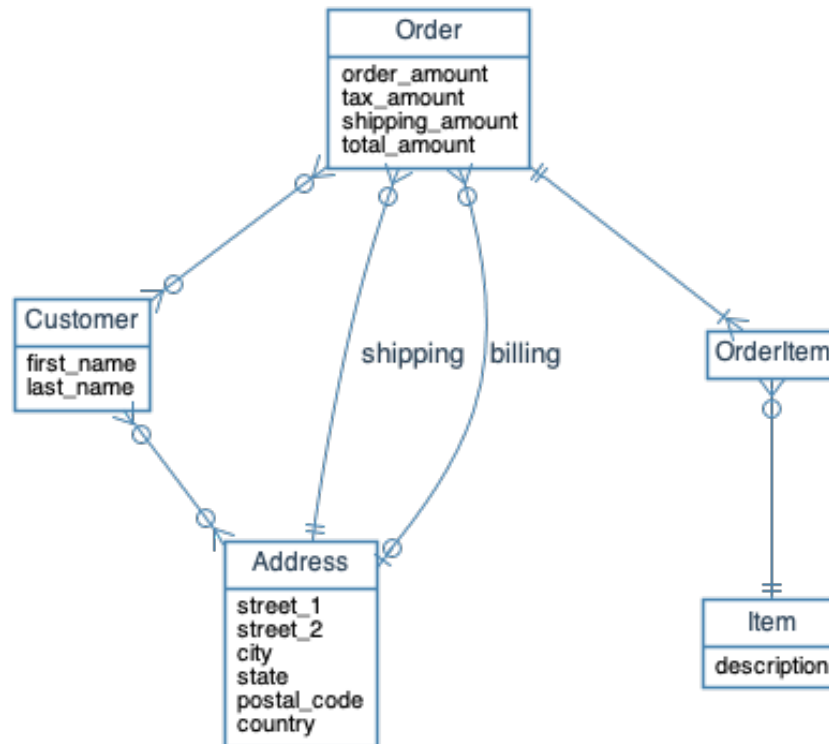 Order
order_amount
tax_amount
shipping_amount
total_amount
Customer
first_name
last_name
shipping
billing
OrderItem
Address
street_1
street_2
city
state
postal_code
country
Item
description